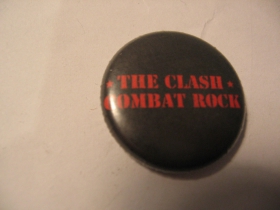 ★ THE CLASH ★
COMBAT ROCK